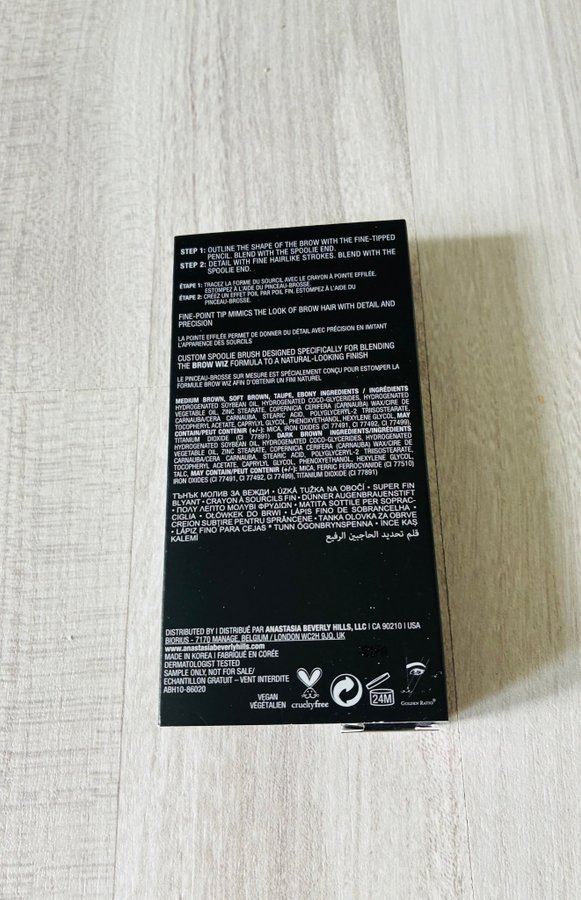 STEP 1: OUTLINE THE SHAPE OF THE BROW WITH THE FINE-TIPPED
PENCIL. BLEND WITH THE SPOOLIE END.
STEP 2: DETAIL WITH FINE HAIRLIKE STROKES. BLEND WITH THE
SPOOLIE END.
ÉTAPE 1: TRACEZ LA FORME DU SOURCIL AVEC LE CRAYON À POINTE EFFILÉE.
ESTOMPEZ À L'AIDE DU PINCEAU-BROSSE.
ÉTAPE 2: CRÉEZ UN EFFET POIL PAR POIL FIN. ESTOMPEZ À L'AIDE DU
PINCEAU-BROSSE.
FINE-POINT TIP MIMICS THE LOOK OF BROW HAIR WITH DETAIL AND
PRECISION
LA POINTE EFFILÉE PERMET DE DONNER DU DÉTAIL AVEC PRÉCISION EN IMITANT
L'APPARENCE DES SOURCILS
CUSTOM SPOOLIE BRUSH DESIGNED SPECIFICALLY FOR BLENDING
THE BROW WIZ FORMULA TO A NATURAL-LOOKING FINISH
LE PINCEAU-BROSSE SUR MESURE EST SPÉCIALEMENT CONÇU POUR ESTOMPER LA
FORMULE BROW WIZ AFIN D'OBTENIR UN FINI NATUREL
MEDIUM BROWN, SOFT BROWN, TAUPE, EBONY INGREDIENTS / INGRÉDIENTS
HYDROGENATED SOYBEAN OIL, HYDROGENATED COCO-GLYCERIDES, HYDROGENATED
VEGETABLE OIL, ZINC STEARATE, COPERNICIA CERIFERA (CARNAUBA) WAX/CIRE DE
CARNAUBA/CERA CARNAUBA, STEARIC ACID, POLYGLYCERYL-2 TRIISOSTEARATE,
TOCOPHERYL ACETATE, CAPRYLYL GLYCOL, PHENOXYETHANOL, HEXYLENE GLYCOL. MAY
CONTAIN/PEUT CONTENIR (+/-): MICA, IRON OXIDES (CI 77491, CI 77492, CI 77499),
TITANIUM DIOXIDE (CI 77891) DARK BROWN INGREDIENTS/INGRÉDIENTS
HYDROGENATED SOYBEAN OIL, HYDROGENATED COCO-GLYCERIDES, HYDROGENATED
VEGETABLE OIL, ZINC STEARATE, COPERNICIA CERIFERA (CARNAUBA) WAX/CIRE DE
CARNAUBA/CERA CARNAUBA, STEARIC ACID, POLYGLYCERYL-2 TRIISOSTEARATE,
TOCOPHERYL ACETATE, CAPRYLYL GLYCOL, PHENOXYETHANOL, HEXYLENE GLYCOL,
TALC. MAY CONTAIN/PEUT CONTENIR (+/-): MICA, FERRIC FERROCYANIDE (CI 77510)
IRON OXIDES (CI 77491, CI 77492, CI 77499), TITANIUM DIOXIDE (CI 77891)
ТЪНЪК МОЛИВ ЗА ВЕЖДИ • ÚZKÁ TUŽKA NA OBOČÍ • SUPER FIN
BLYANT • CRAYON À SOURCILS FIN • DÜNNER AUGENBRAUENSTIFT
• ΠΟΛΥ ΛΕΠΤΟ ΜΟΛΥΒΙ ΦΡΥΔΙΩΝ • MATITA SOTTILE PER SOPRAC-
CIGLIA • OŁÓWEK DO BRWI • LÁPIS FINO DE SOBRANCELHA •
CREION SUBȚIRE PENTRU SPRÂNCENE • TANKA OLOVKA ZA OBRVE
• LÁPIZ FINO PARA CEJAS * TUNN ÖGONBRYNSPENNA • İNCE KAŞ
KALEMİ قلم تحديد الحاجبين الرفيع
DISTRIBUTED BY | DISTRIBUÉ PAR ANASTASIA BEVERLY HILLS, LLC | CA 90210 | USA
BIORIUS - 7170 MANAGE, BELGIUM / LONDON WC2H 9JQ, UK
www.anastasiabeverlyhills.com
MADE IN KOREA | FABRIQUÉ EN CORÉE
DERMATOLOGIST TESTED
SAMPLE ONLY, NOT FOR SALE/
ECHANTILLON GRATUIT – VENT INTERDITE
ABH10-86020
VEGAN
VÉGÉTALIEN
crueltyfree
24M
GOLDEN RATIO®